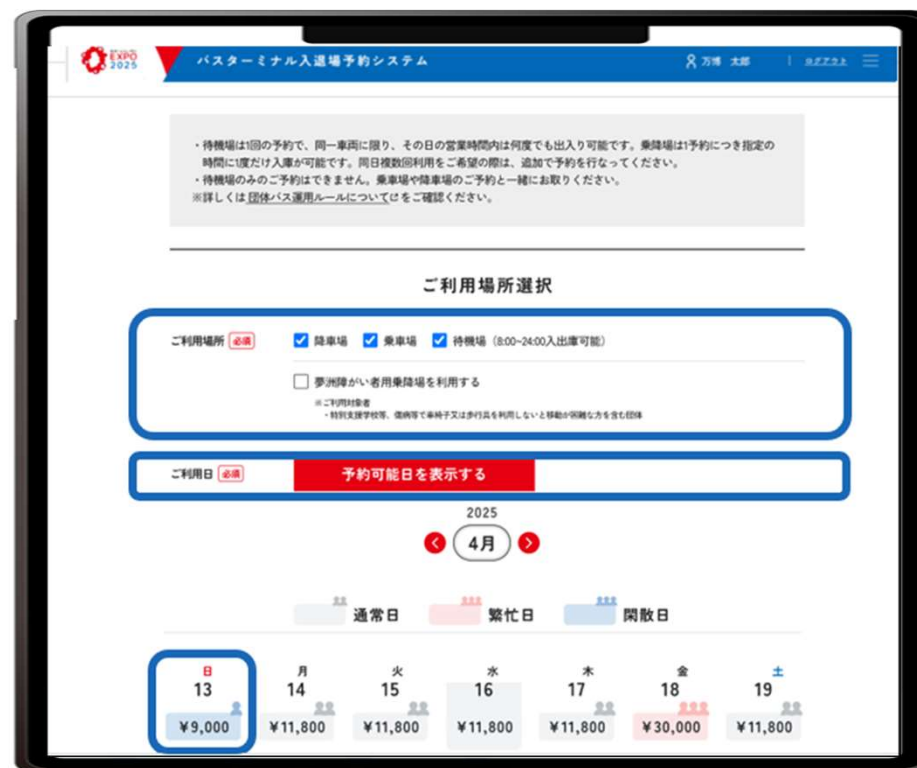 EXPO
2025
バスターミナル入退場予約システム
万博 太郎
ログアウト
・待機場は1回の予約で、同一車両に限り、その日の営業時間内は何度でも出入り可能です。乗降場は1予約につき指定の
時間に1度だけ入庫が可能です。同日複数回利用をご希望の際は、追加で予約を行なってください。
・待機場のみのご予約はできません。乗車場や降車場のご予約と一緒にお取りください。
※詳しくは 団体バス運用ルールについて をご確認ください。
ご利用場所選択
ご利用場所 必須 降車場 乗車場 待機場（8:00~24:00入出庫可能）
夢洲障がい者用乗降場を利用する
※ご利用対象者
・特別支援学校等、傷病等で車椅子又は歩行具を利用しないと移動が困難な方を含む団体
ご利用日 必須 予約可能日を表示する
2025
4月
通常日 繁忙日 閑散日
日 月 火 水 木 金 土
13 14 15 16 17 18 19
¥9,000 ¥11,800 ¥11,800 ¥11,800 ¥11,800 ¥30,000 ¥11,800